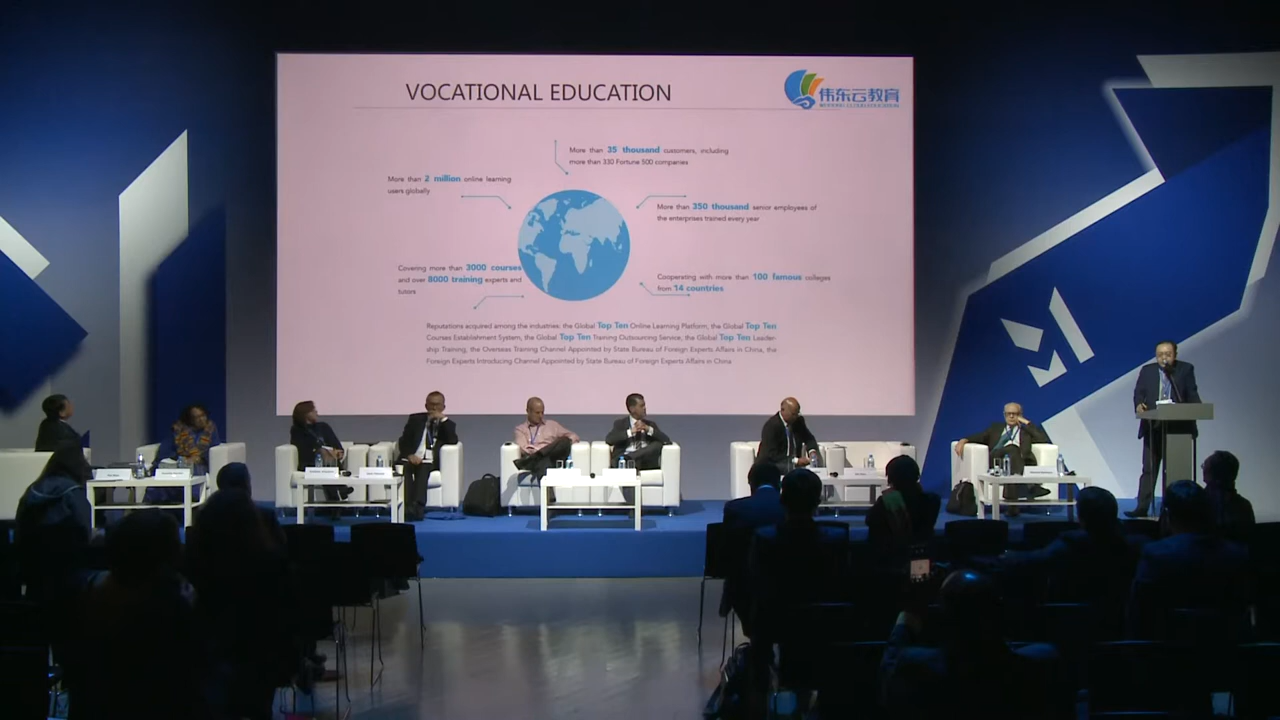 VOCATIONAL EDUCATION
伟东云教育
More than 35 thousand customers, including
more than 330 Fortune 500 companies
More than 2 million online learning
users globally
More than 350 thousand senior employees of
the enterprises trained every year
Covering more than 3000 courses
and over 8000 training experts and
tutors
Cooperating with more than 100 famous colleges
from 14 countries
Reputations acquired among the industries: the Global Top Ten Online Learning Platform, the Global Top Ten
Courses Establishment System, the Global Top Ten Training Outsourcing Service, the Global Top Ten Leader-
ship Training, the Overseas Training Channel Appointed by State Bureau of Foreign Experts Affairs in China, the
Foreign Experts Introducing Channel Appointed by State Bureau of Foreign Experts Affairs in China